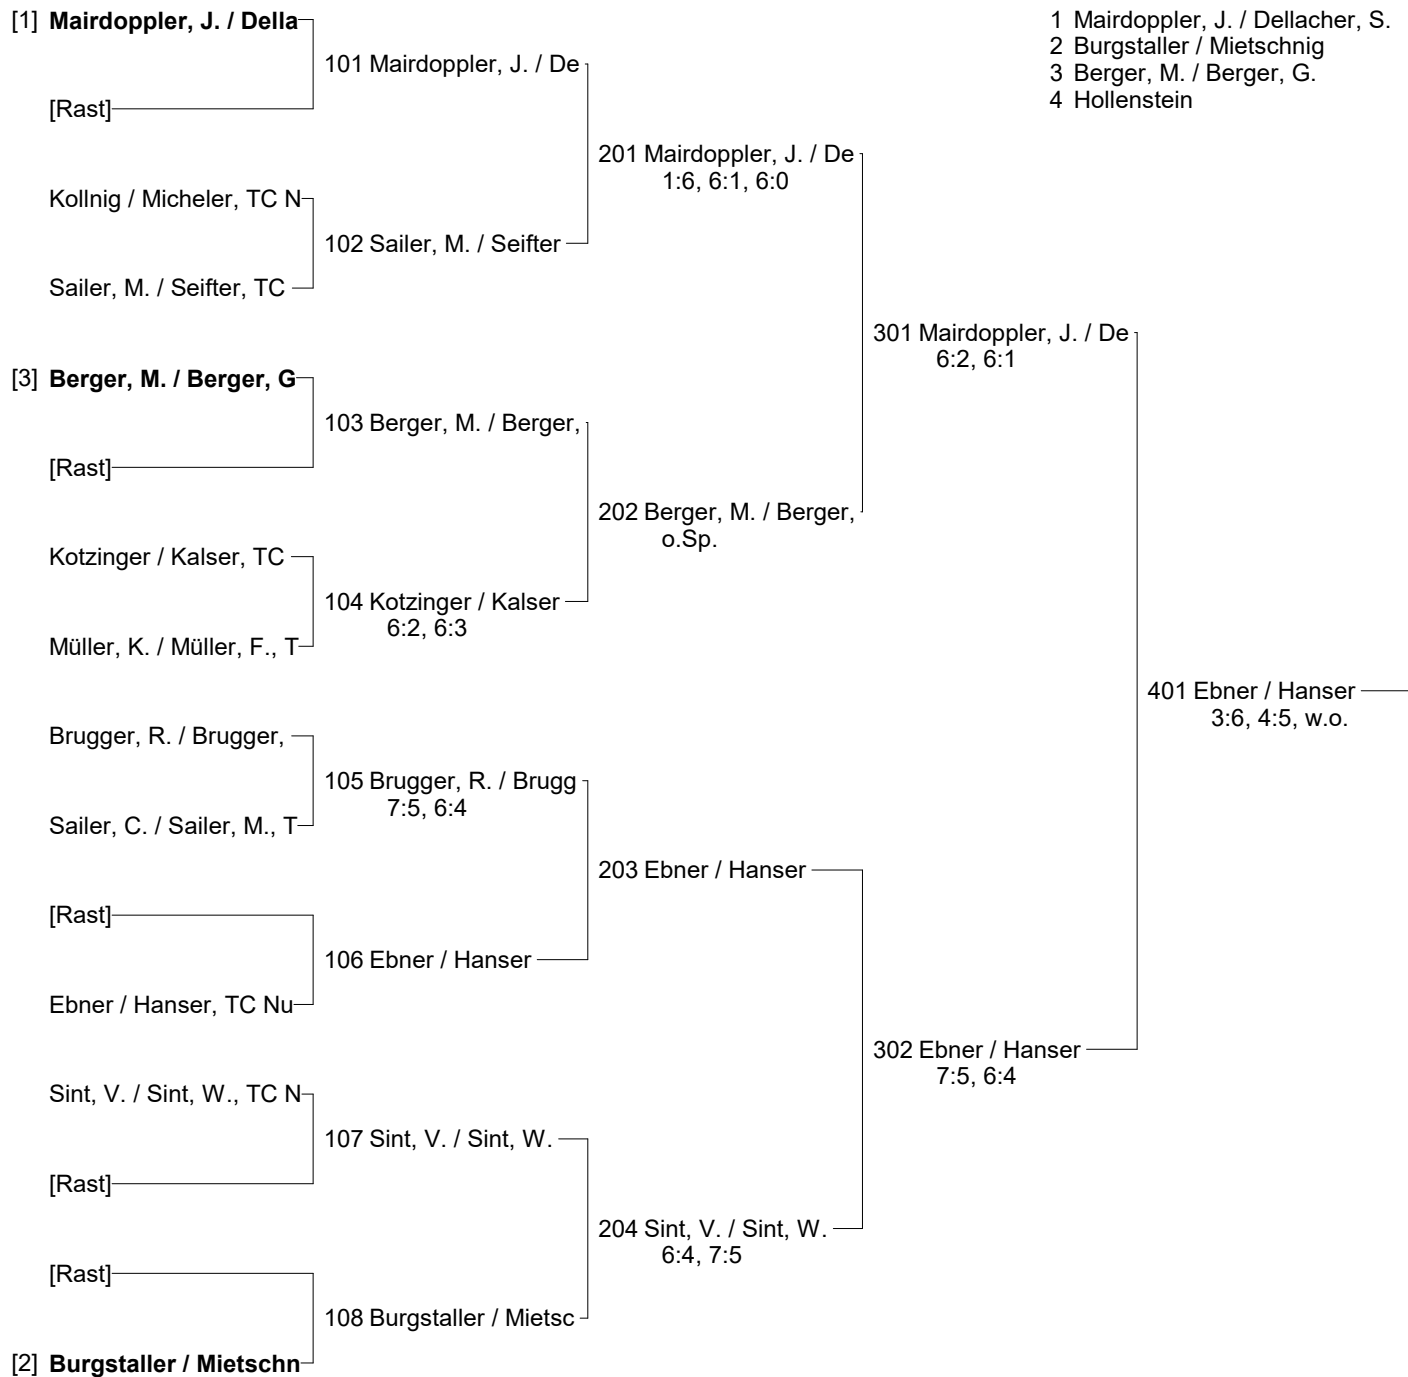 [1] Mairdoppler, J. / Della
101 Mairdoppler, J. / De
[Rast]
201 Mairdoppler, J. / De
1:6, 6:1, 6:0
Kollnig / Micheler, TC N
102 Sailer, M. / Seifter
Sailer, M. / Seifter, TC
301 Mairdoppler, J. / De
6:2, 6:1
[3] Berger, M. / Berger, G
103 Berger, M. / Berger,
[Rast]
202 Berger, M. / Berger,
o.Sp.
Kotzinger / Kalser, TC
104 Kotzinger / Kalser
6:2, 6:3
Müller, K. / Müller, F., T
401 Ebner / Hanser
3:6, 4:5, w.o.
Brugger, R. / Brugger,
105 Brugger, R. / Brugg
7:5, 6:4
Sailer, C. / Sailer, M., T
203 Ebner / Hanser
[Rast]
106 Ebner / Hanser
Ebner / Hanser, TC Nu
302 Ebner / Hanser
7:5, 6:4
Sint, V. / Sint, W., TC N
107 Sint, V. / Sint, W.
[Rast]
204 Sint, V. / Sint, W.
6:4, 7:5
[Rast]
108 Burgstaller / Mietsc
[2] Burgstaller / Mietschn
1 Mairdoppler, J. / Dellacher, S.
2 Burgstaller / Mietschnig
3 Berger, M. / Berger, G.
4 Hollenstein